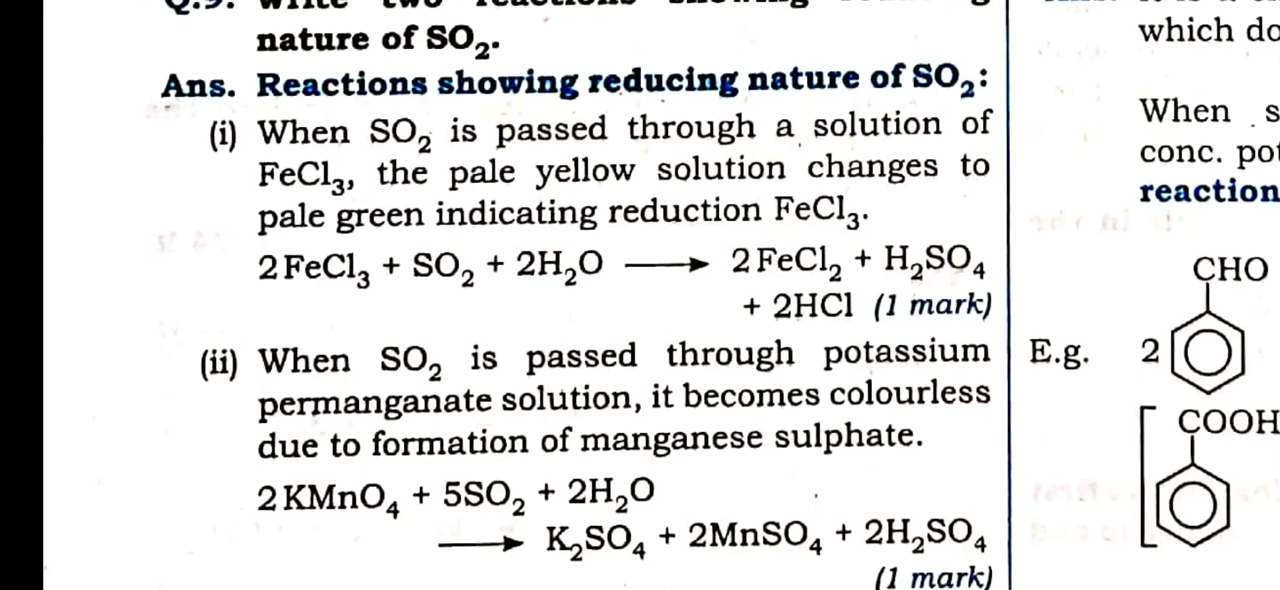 nature of SO₂.
Ans. Reactions showing reducing nature of SO₂:
(i) When SO₂ is passed through a solution of
FeCl₃, the pale yellow solution changes to
pale green indicating reduction FeCl₃.
2FeCl₃ + SO₂ + 2H₂O ⟶ 2FeCl₂ + H₂SO₄
+ 2HCl (1 mark)
(ii) When SO₂ is passed through potassium
permanganate solution, it becomes colourless
due to formation of manganese sulphate.
2KMnO₄ + 5SO₂ + 2H₂O
⟶ K₂SO₄ + 2MnSO₄ + 2H₂SO₄
(1 mark)
which do
When s
conc. pot
reaction
CHO
E.g. 2
COOH